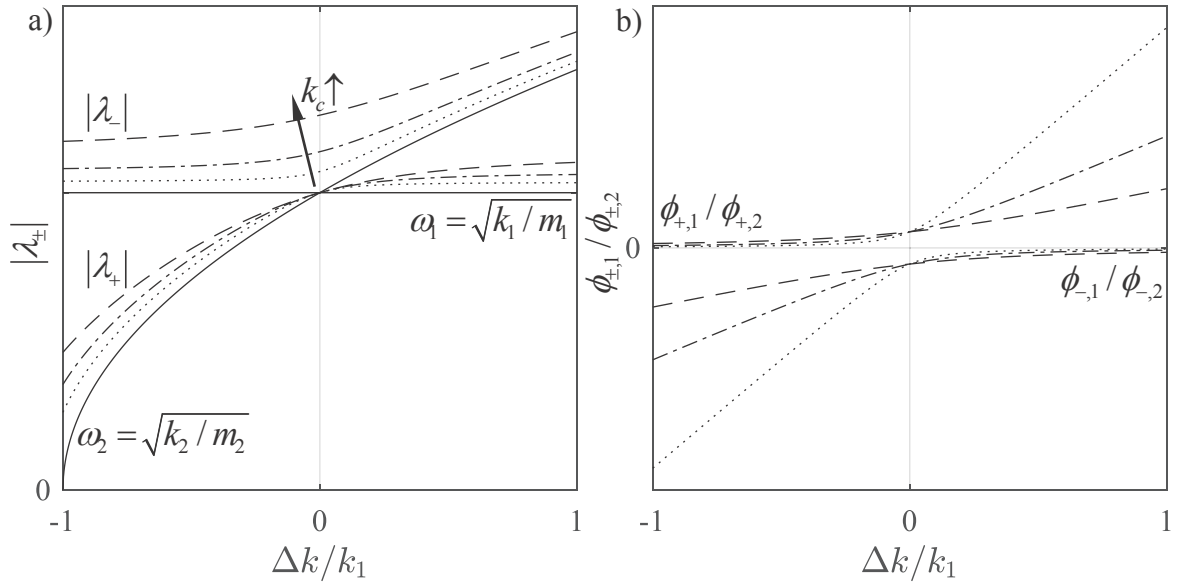 a)
|λ₋|
k_c↑
ω₁ = √(k₁ / m₁)
|λ₊|
ω₂ = √(k₂ / m₂)
|λ±|
0
-1
0
1
Δk/k₁
b)
ϕ₊,₁ / ϕ₊,₂
ϕ₋,₁ / ϕ₋,₂
ϕ±,₁ / ϕ±,₂
0
-1
0
1
Δk/k₁